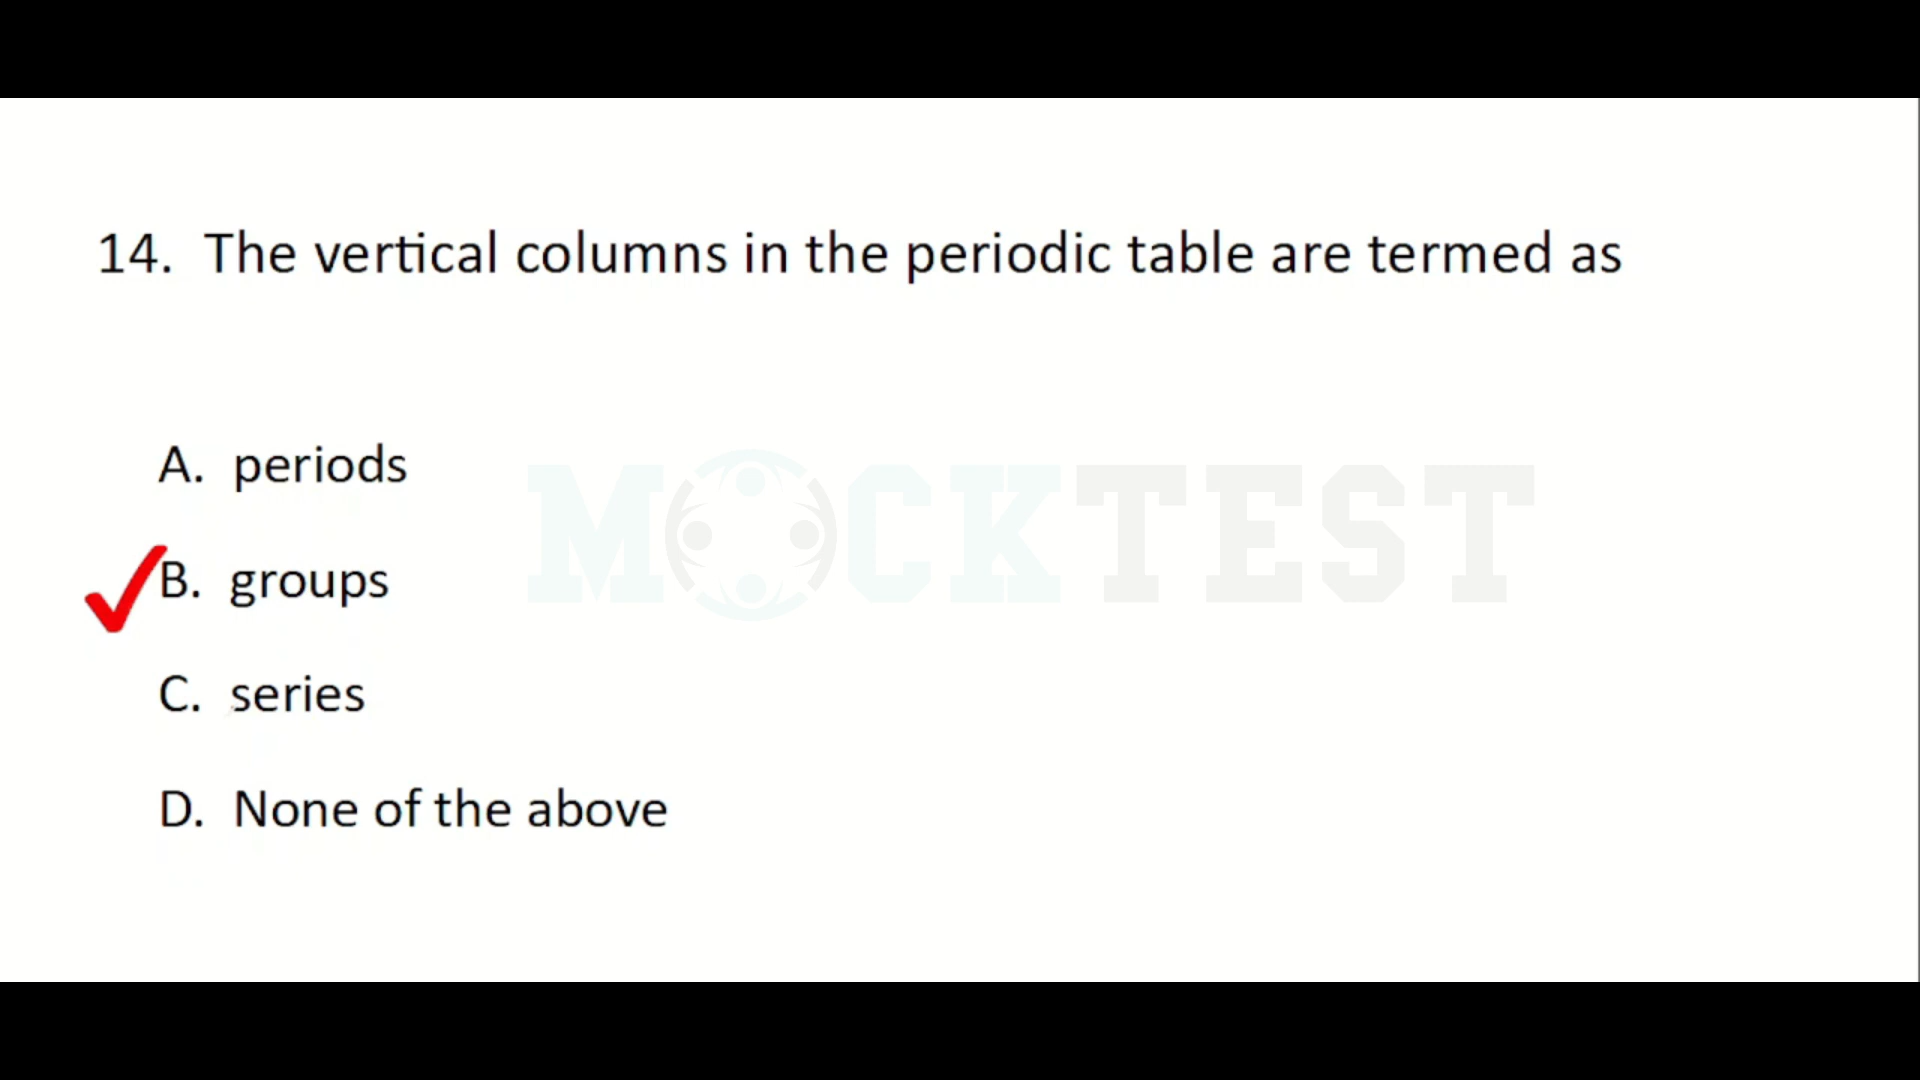 14. The vertical columns in the periodic table are termed as
A. periods
MOCKTEST
B. groups
C. series
D. None of the above